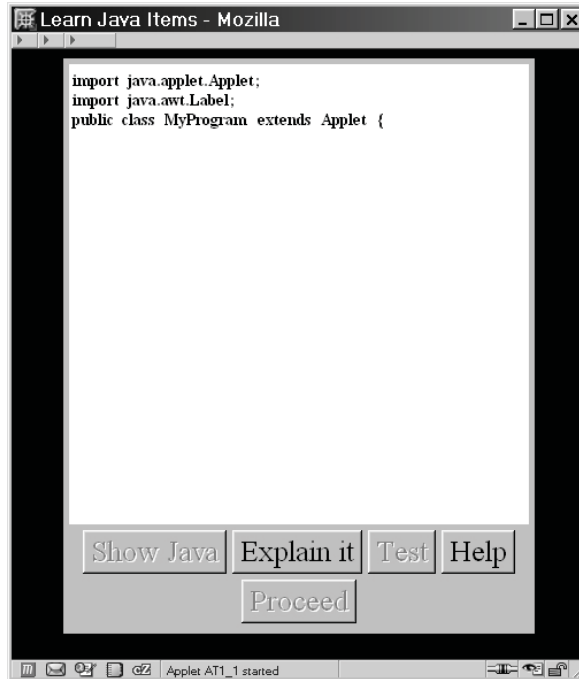 Learn Java Items - Mozilla
import java.applet.Applet;
import java.awt.Label;
public class MyProgram extends Applet {
Show Java Explain it Test Help
Proceed
Applet AT1_1 started